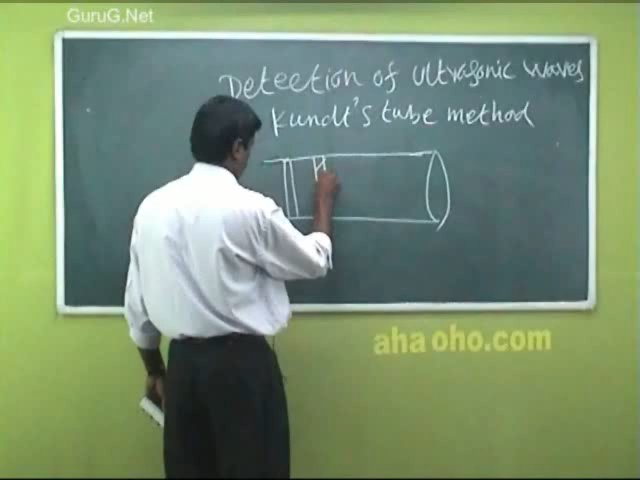 GuruG.Net
Detection of ultrasonic waves
Kundt's tube method
aha oho.com